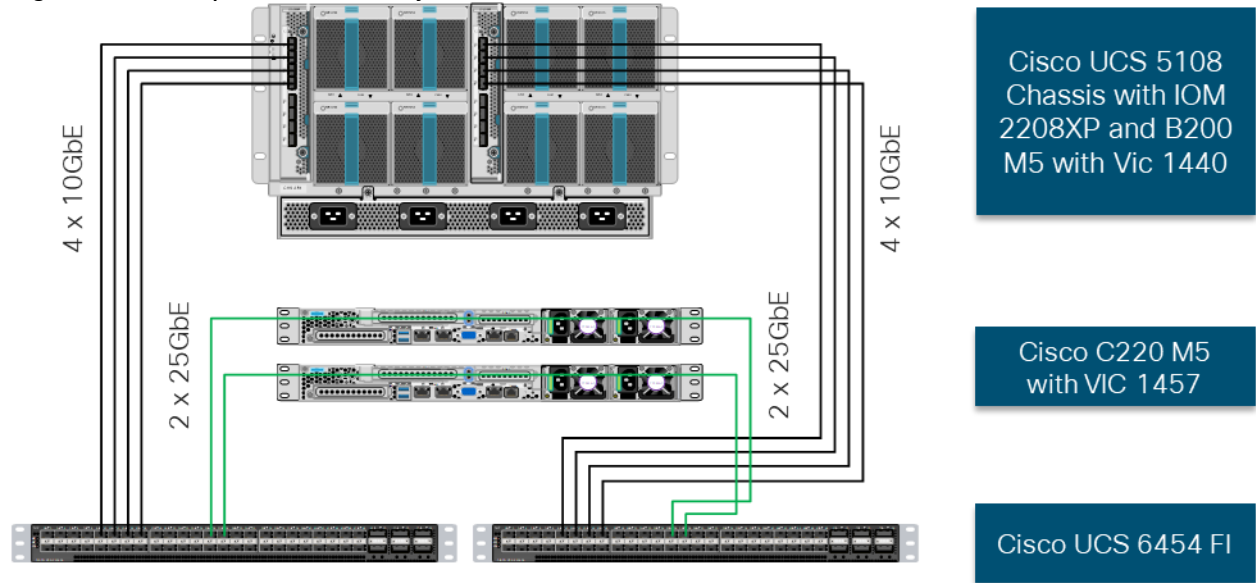 4 x 10GbE
4 x 10GbE
Cisco UCS 5108
Chassis with IOM
2208XP and B200
M5 with Vic 1440
2 x 25GbE
2 x 25GbE
Cisco C220 M5
with VIC 1457
Cisco UCS 6454 FI